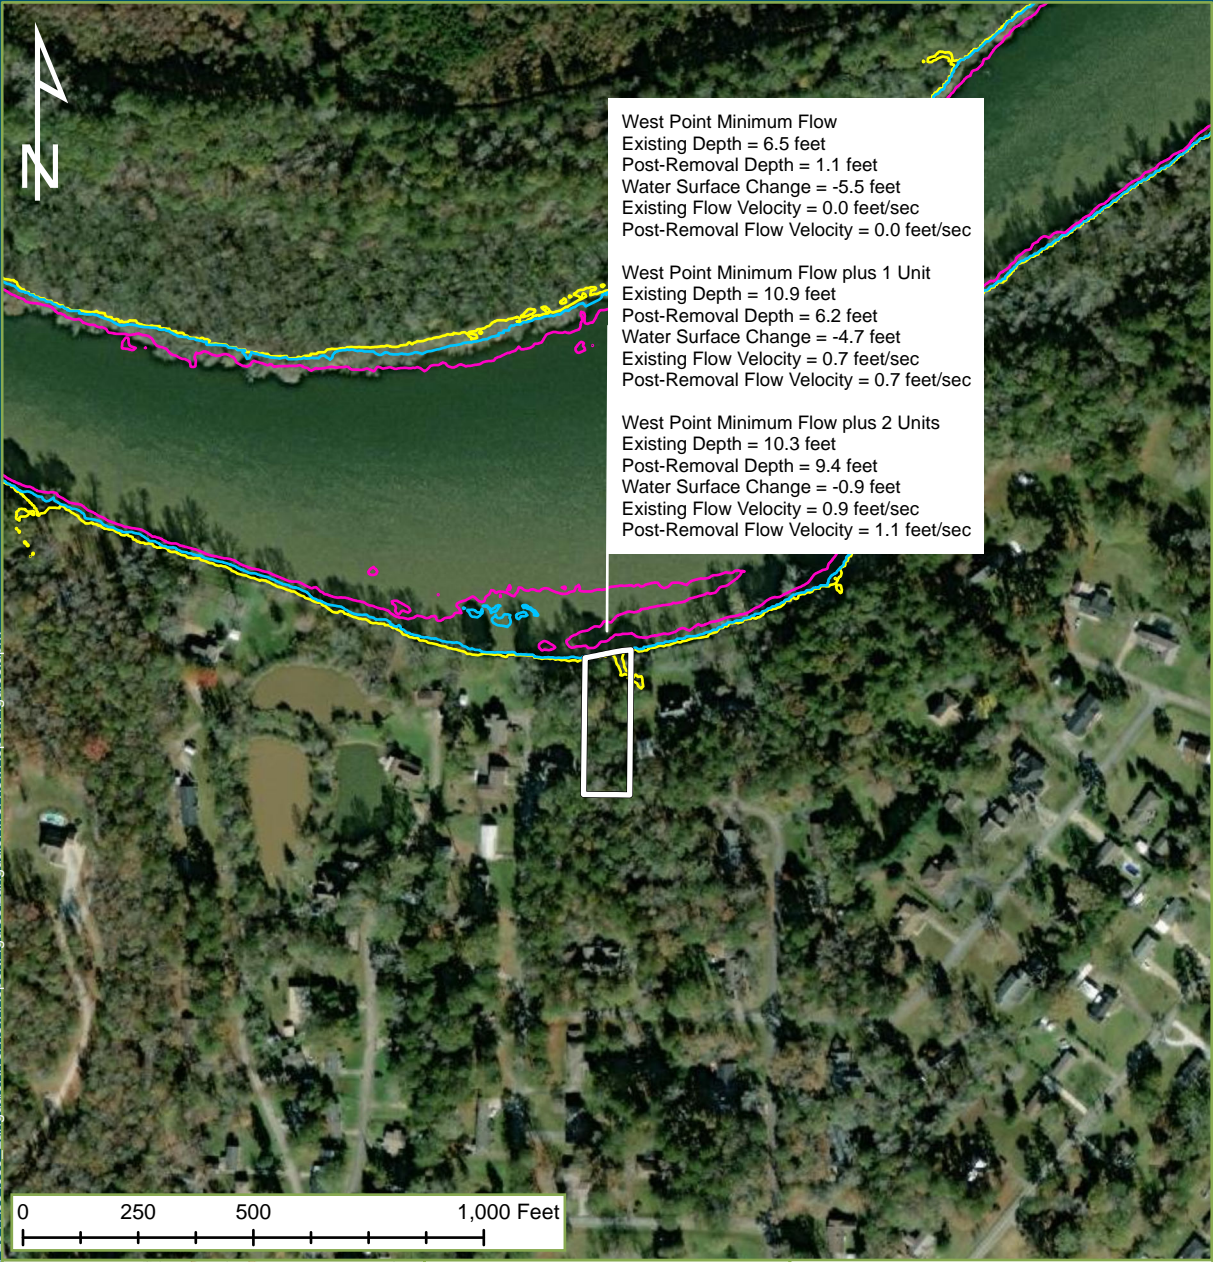 N
West Point Minimum Flow
Existing Depth = 6.5 feet
Post-Removal Depth = 1.1 feet
Water Surface Change = -5.5 feet
Existing Flow Velocity = 0.0 feet/sec
Post-Removal Flow Velocity = 0.0 feet/sec
West Point Minimum Flow plus 1 Unit
Existing Depth = 10.9 feet
Post-Removal Depth = 6.2 feet
Water Surface Change = -4.7 feet
Existing Flow Velocity = 0.7 feet/sec
Post-Removal Flow Velocity = 0.7 feet/sec
West Point Minimum Flow plus 2 Units
Existing Depth = 10.3 feet
Post-Removal Depth = 9.4 feet
Water Surface Change = -0.9 feet
Existing Flow Velocity = 0.9 feet/sec
Post-Removal Flow Velocity = 1.1 feet/sec
0 250 500 1,000 Feet